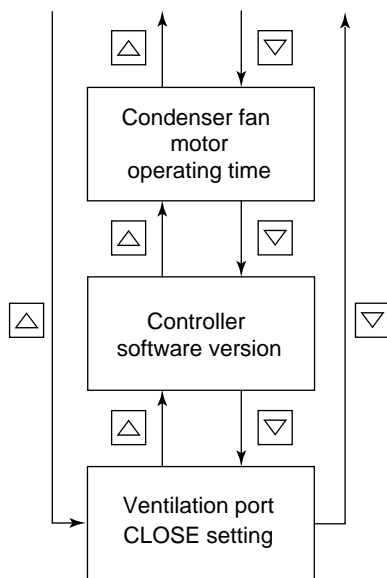 Condenser fan
motor
operating time
Controller
software version
Ventilation port
CLOSE setting